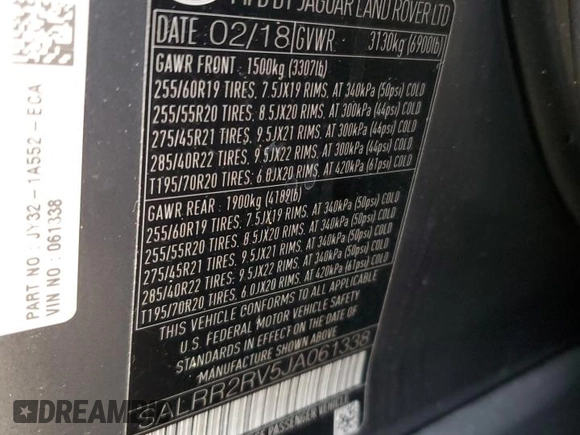 MFD BY JAGUAR LAND ROVER LTD
DATE 02/18 GVWR 3130kg (6900lb)
GAWR FRONT : 1500kg (3307lb)
255/60R19 TIRES, 7.5JX19 RIMS, AT 340kPa (50psi) COLD
255/55R20 TIRES, 8.5JX20 RIMS, AT 300kPa (44psi) COLD
275/45R21 TIRES, 9.5JX21 RIMS, AT 300kPa (44psi) COLD
285/40R22 TIRES, 9.5JX22 RIMS, AT 300kPa (44psi) COLD
T195/70R20 TIRES, 6.0JX20 RIMS, AT 420kPa (61psi) COLD
GAWR REAR : 1900kg (4189lb)
255/60R19 TIRES, 7.5JX19 RIMS, AT 340kPa (50psi) COLD
255/55R20 TIRES, 8.5JX20 RIMS, AT 340kPa (50psi) COLD
275/45R21 TIRES, 9.5JX21 RIMS, AT 340kPa (50psi) COLD
285/40R22 TIRES, 9.5JX22 RIMS, AT 340kPa (50psi) COLD
T195/70R20 TIRES, 6.0JX20 RIMS, AT 420kPa (61psi) COLD
THIS VEHICLE CONFORMS TO ALL APPLICABLE
U.S. FEDERAL MOTOR VEHICLE SAFETY
STANDARDS IN EFFECT ON THE DATE OF
SALRR2RV5JA061338
PASSENGER VEHICLE
PART NO : JY32-1A552-ECA
VIN NO : 061338
AUTOHELPERBOT.COM